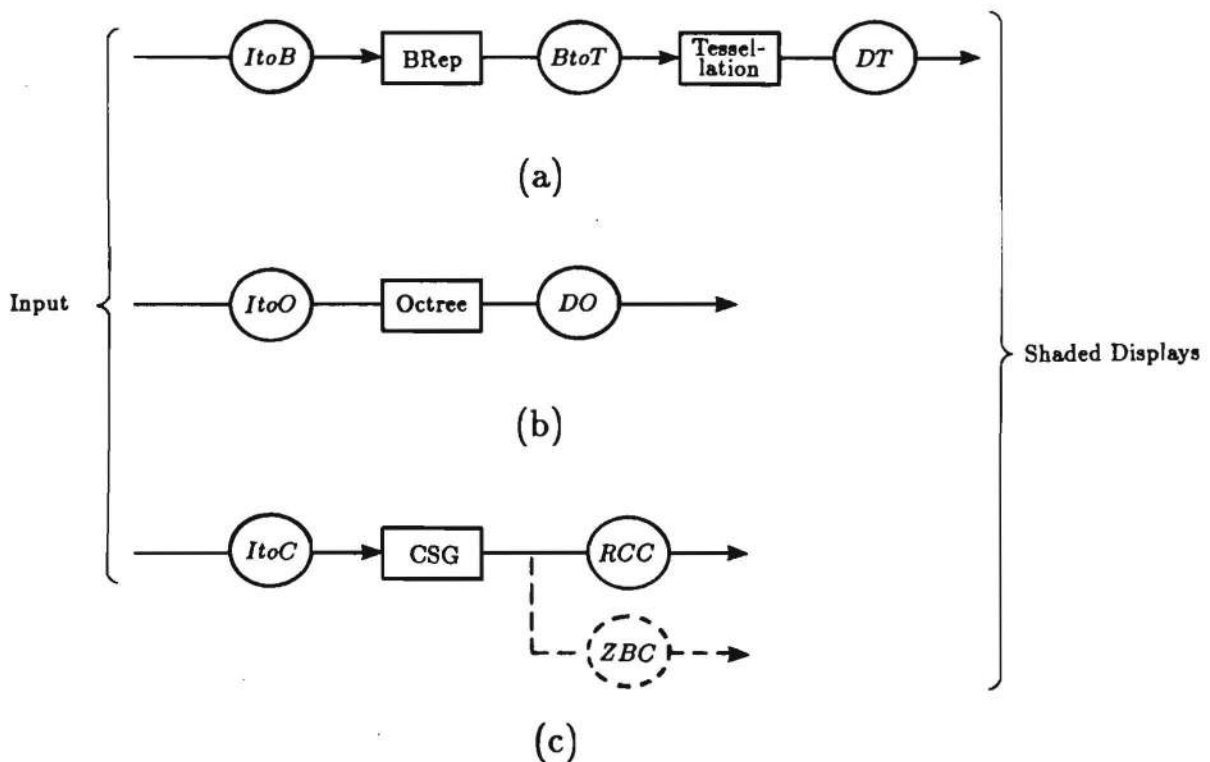 ItoB
BRep
BtoT
Tessel-
lation
DT
(a)
Input
ItoO
Octree
DO
Shaded Displays
(b)
ItoC
CSG
RCC
ZBC
(c)